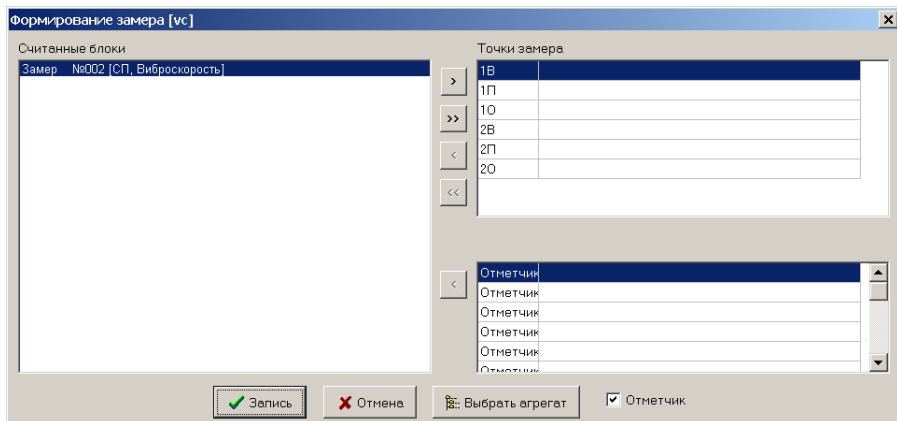 Формирование замера [vc]
Считанные блоки
Точки замера
Замер №002 [СП, Виброскорость]
1В
1П
1О
2В
2П
2О
>
>>
<
<<
<
Отметчик
Отметчик
Отметчик
Отметчик
Отметчик
Отметчик
Запись
Отмена
Выбрать агрегат
Отметчик